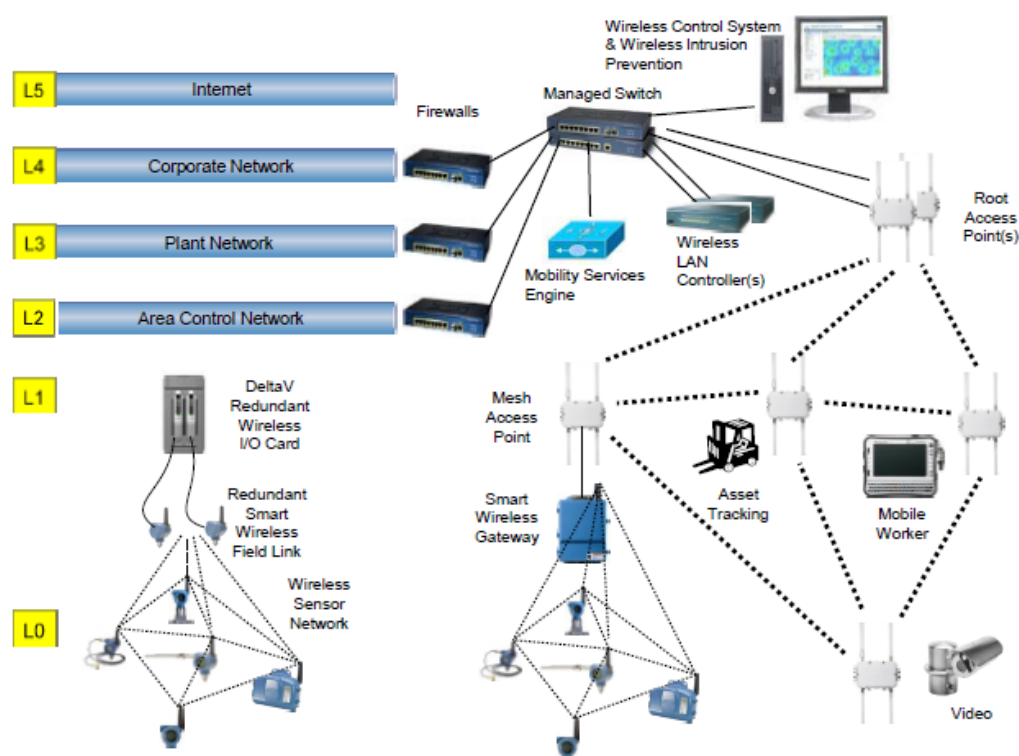 Wireless Control System
& Wireless Intrusion
Prevention
L5
Internet
Managed Switch
Firewalls
L4
Corporate Network
Root
Access
Point(s)
L3
Plant Network
Wireless
LAN
Controller(s)
Mobility Services
Engine
L2
Area Control Network
L1
DeltaV
Redundant
Wireless
I/O Card
Mesh
Access
Point
Redundant
Smart
Wireless
Field Link
Smart
Wireless
Gateway
Asset
Tracking
Mobile
Worker
Wireless
Sensor
Network
L0
Video